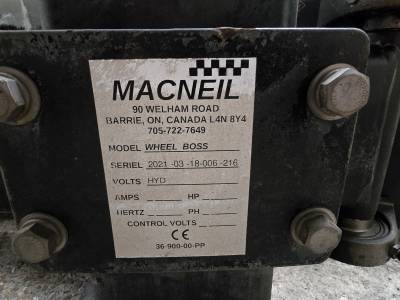 MACNEIL
90 WELHAM ROAD
BARRIE, ON, CANADA L4N 8Y4
705-722-7649
MODEL WHEEL BOSS
SERIEL 2021-03-18-006-216
VOLTS HYD
AMPS HP
HERTZ PH
CONTROL VOLTS
CE
36-900-00-PP